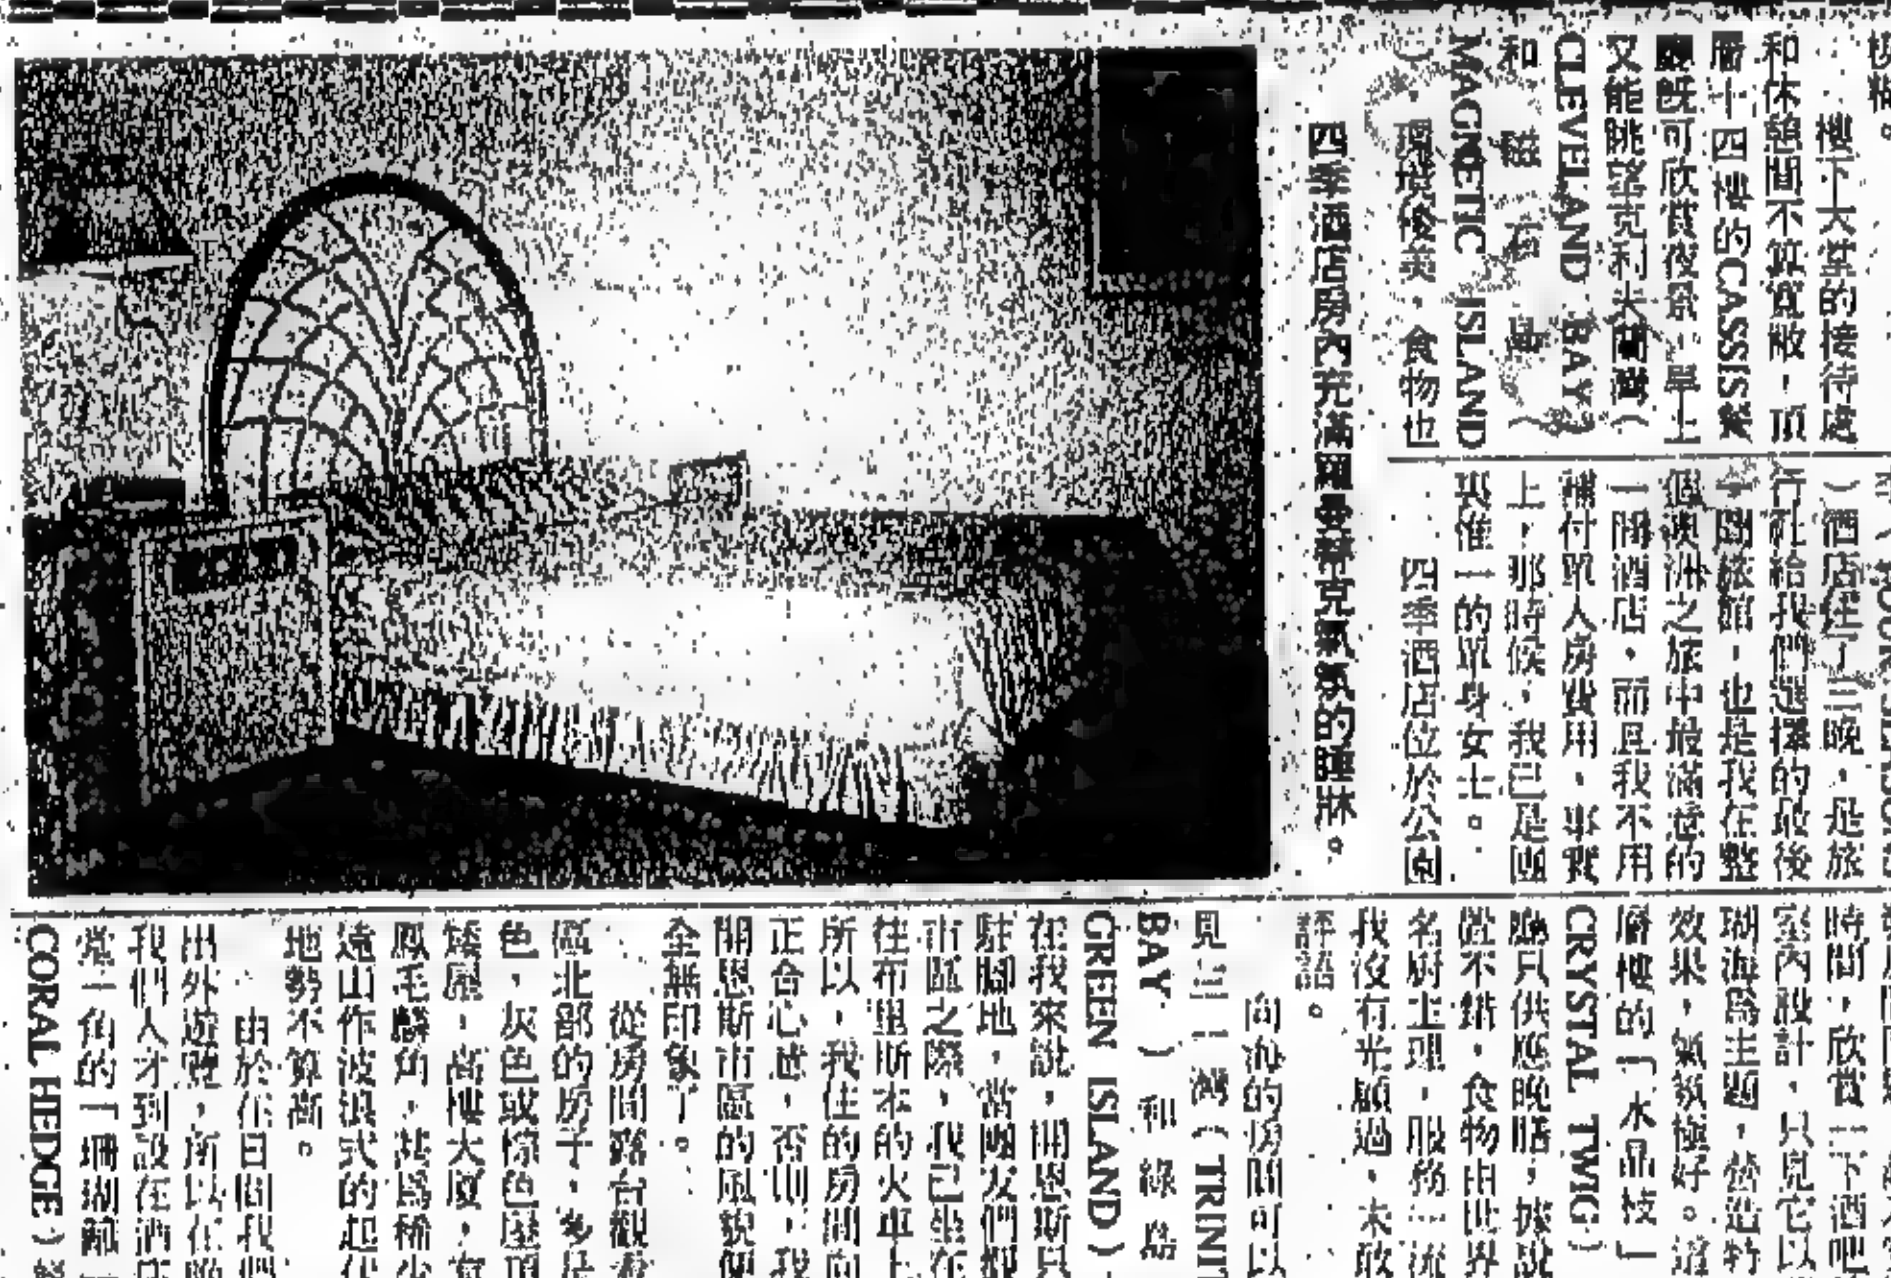 模糊。
樓下大堂的接待處
和休憩間不算寬敞，頂
層十四樓的CASSIS餐
廳既可欣賞夜景，早上
又能眺望克利夫蘭灣（
CLEVELAND BAY）
和磁石島（
MAGNETIC ISLAND
），環境優美，食物也
四季酒店房內充滿羅曼蒂克氣氛的睡牀。
）酒店住了三晚，是旅
行社給我們選擇的最後
一間旅館，也是我在整
個澳洲之旅中最滿意的
一間酒店，而且我不用
補付單人房費用，事實
上，那時候，我已是團
裏唯一的單身女士。
四季酒店位於公園
時間，欣賞一下酒吧
室內設計，只見它以
瑚海為主題，營造特
效果，氣氛極好。這
層樓的「水晶枝」
CRYSTAL TWIG）
廳只供應晚膳，據說
從不錯，食物由世界
名廚主理，服務一流
我沒有光顧過，未敢
評語。
向海的房間可以
見三一灣（TRINIT
BAY）和綠島
GREEN ISLAND）
在我來說，開恩斯只
駐腳地，當團友們
市區之際，我已坐在
往布里斯本的火車上
所以，我住的房間向
正合心意，否則，我
開恩斯市區的風貌便
全無印象了。
從房間露台觀看
區北部的房子，多是
色，灰色或棕色屋頂
矮屋，高樓大廈，有
鳳毛麟角，甚為稀少
遠山作波浪式的起伏
地勢不算高。
由於在日間我們
出外遊覽，所以在晚
我們人才到設在酒店
堂一角的「珊瑚籬
CORAL HEDGE）